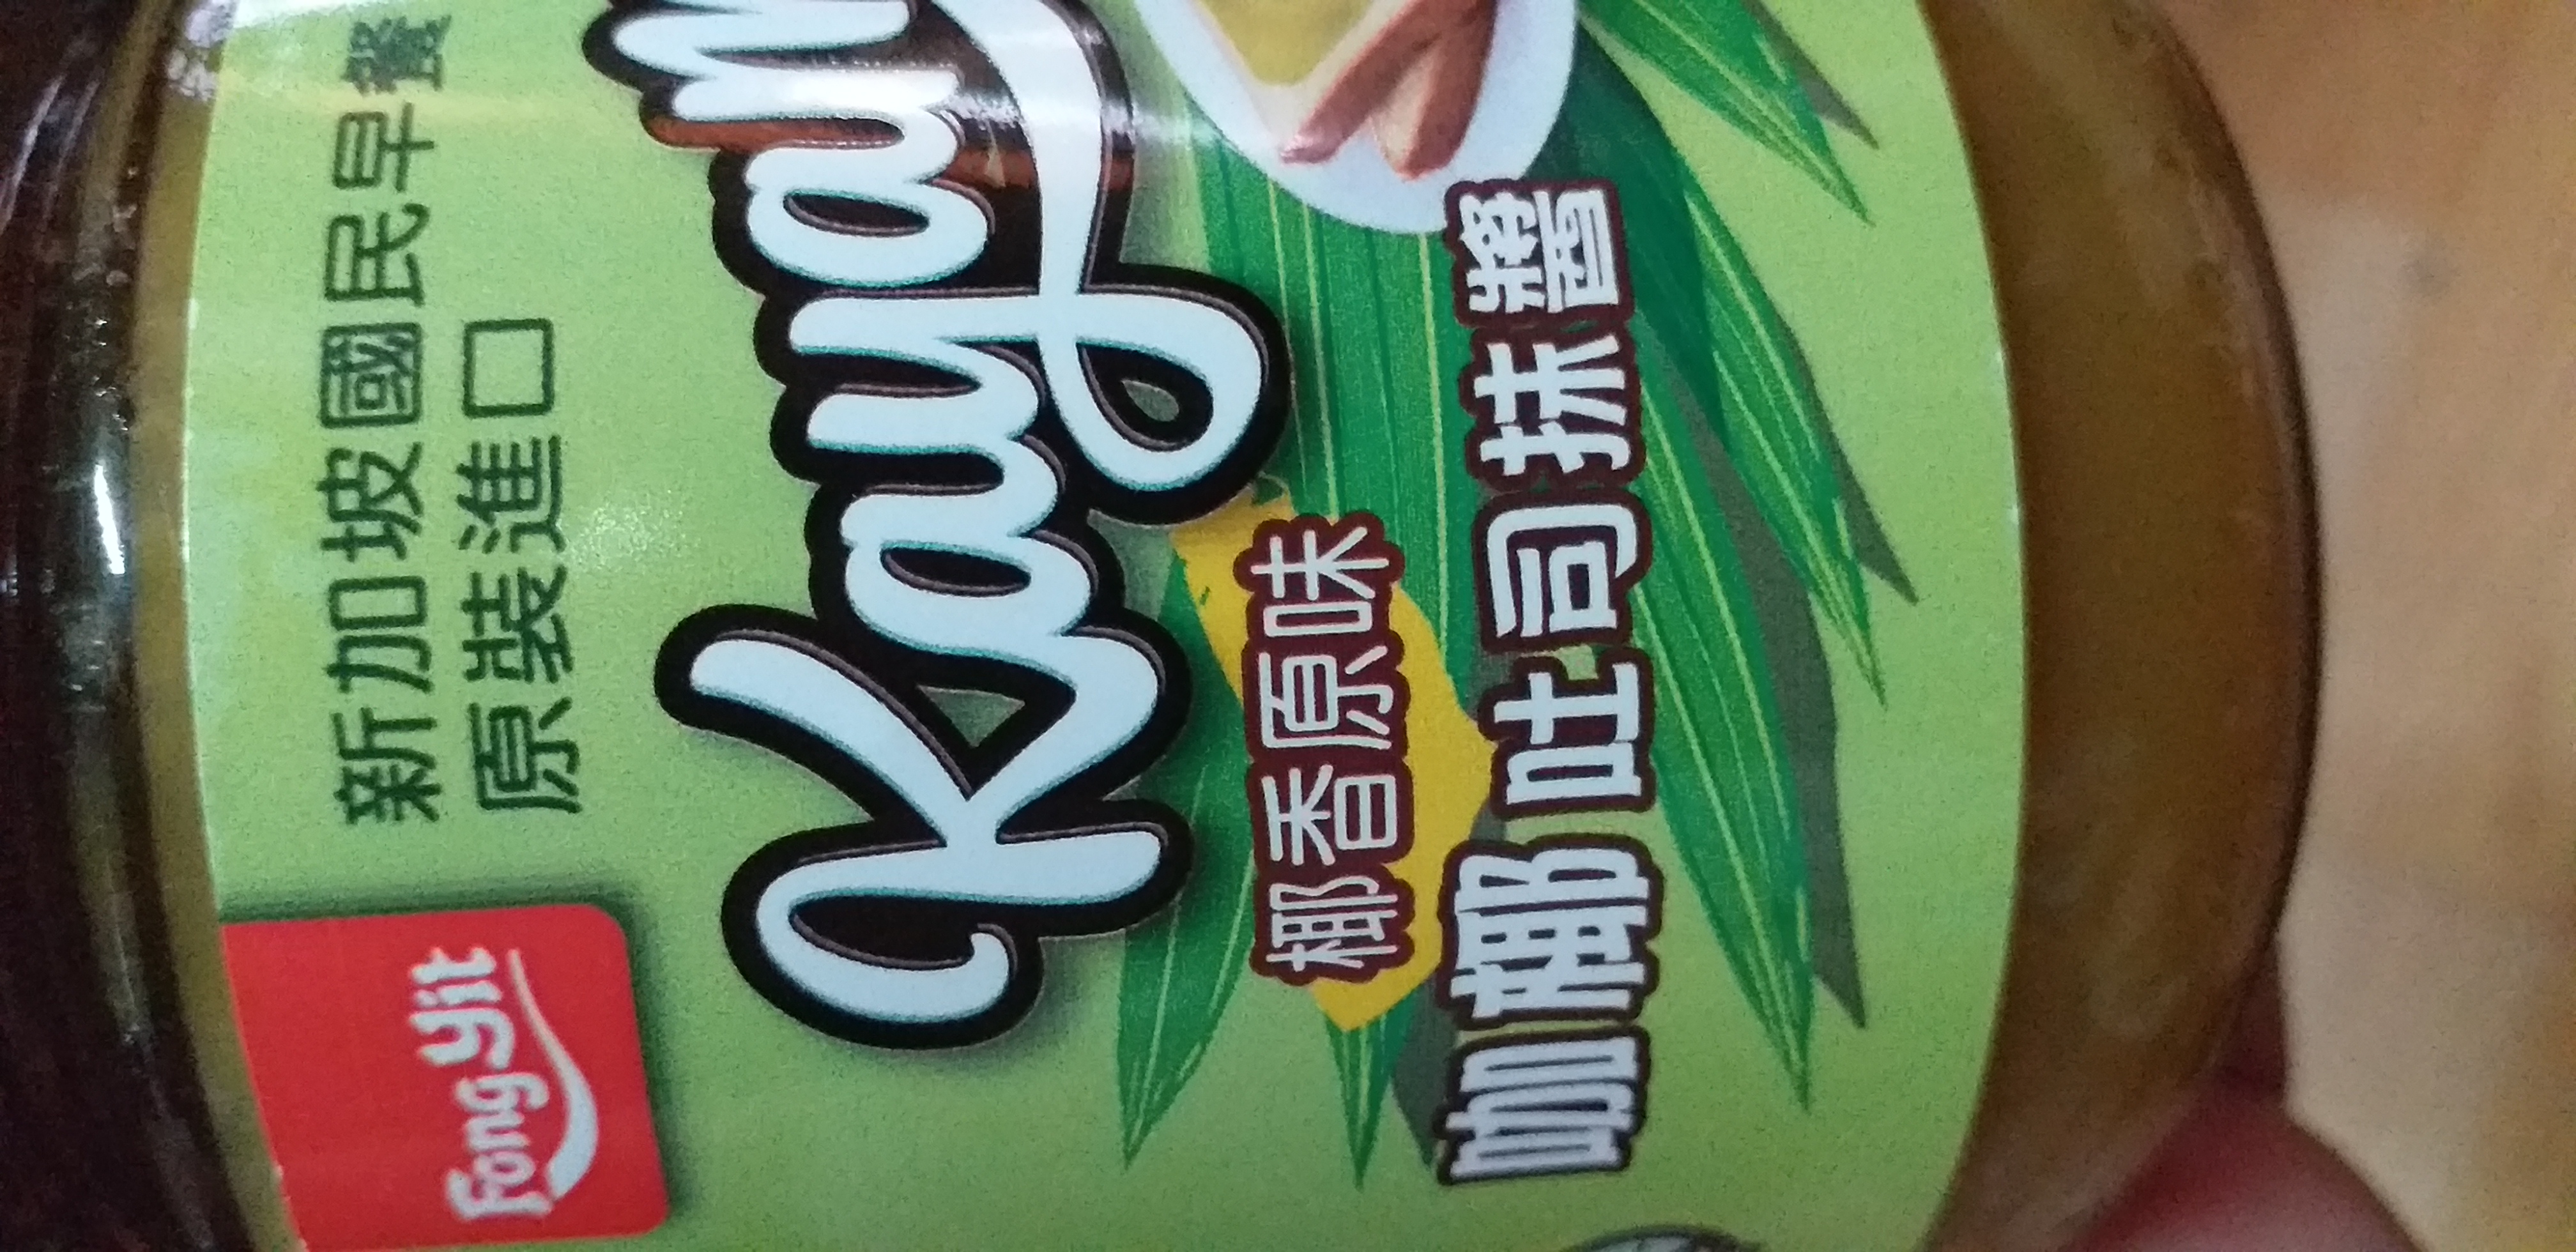 Fong Yit
新加坡國民早餐
原裝進口
Kaya
椰香原味
咖椰吐司抹醬